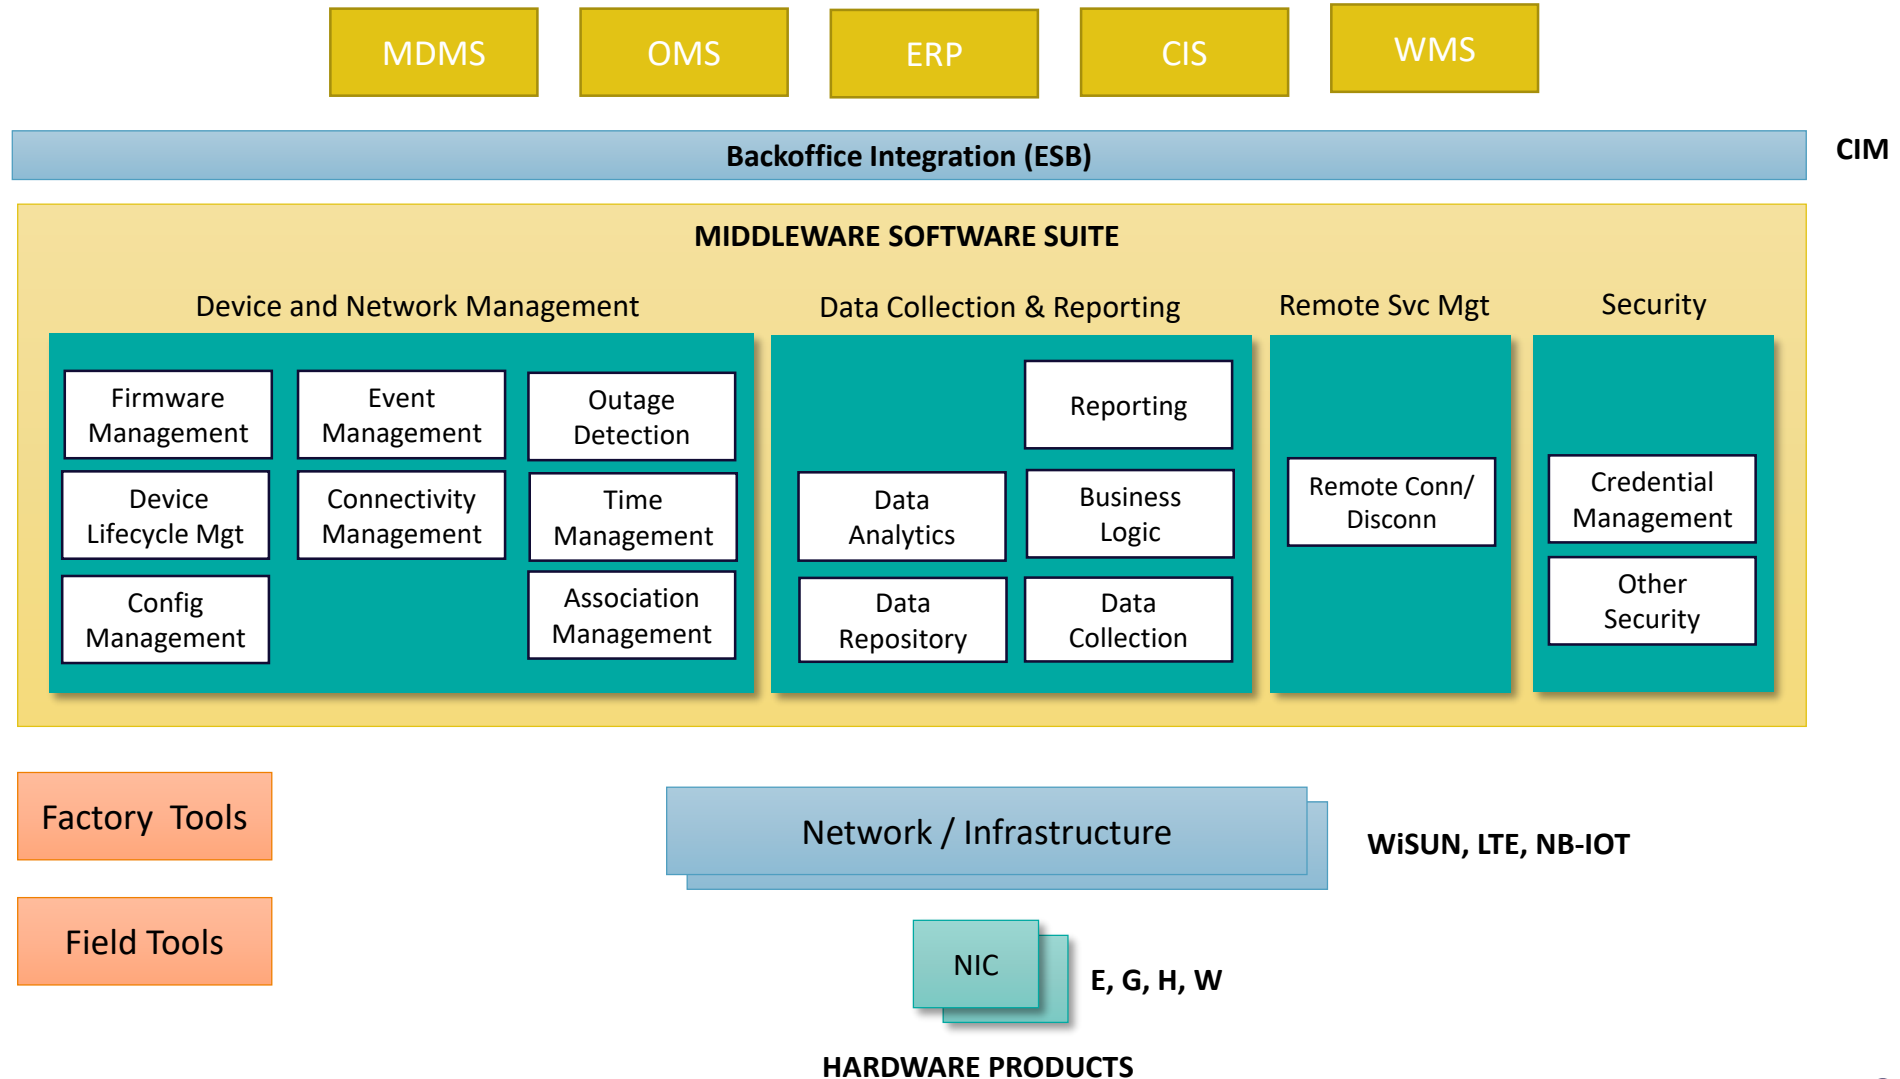 MDMS
OMS
ERP
CIS
WMS
Backoffice Integration (ESB)
CIM
MIDDLEWARE SOFTWARE SUITE
Device and Network Management
Data Collection & Reporting
Remote Svc Mgt
Security
Firmware
Management
Event
Management
Outage
Detection
Device
Lifecycle Mgt
Connectivity
Management
Time
Management
Config
Management
Association
Management
Reporting
Data
Analytics
Business
Logic
Data
Repository
Data
Collection
Remote Conn/
Disconn
Credential
Management
Other
Security
Factory Tools
Network / Infrastructure
WiSUN, LTE, NB-IOT
Field Tools
NIC
E, G, H, W
HARDWARE PRODUCTS